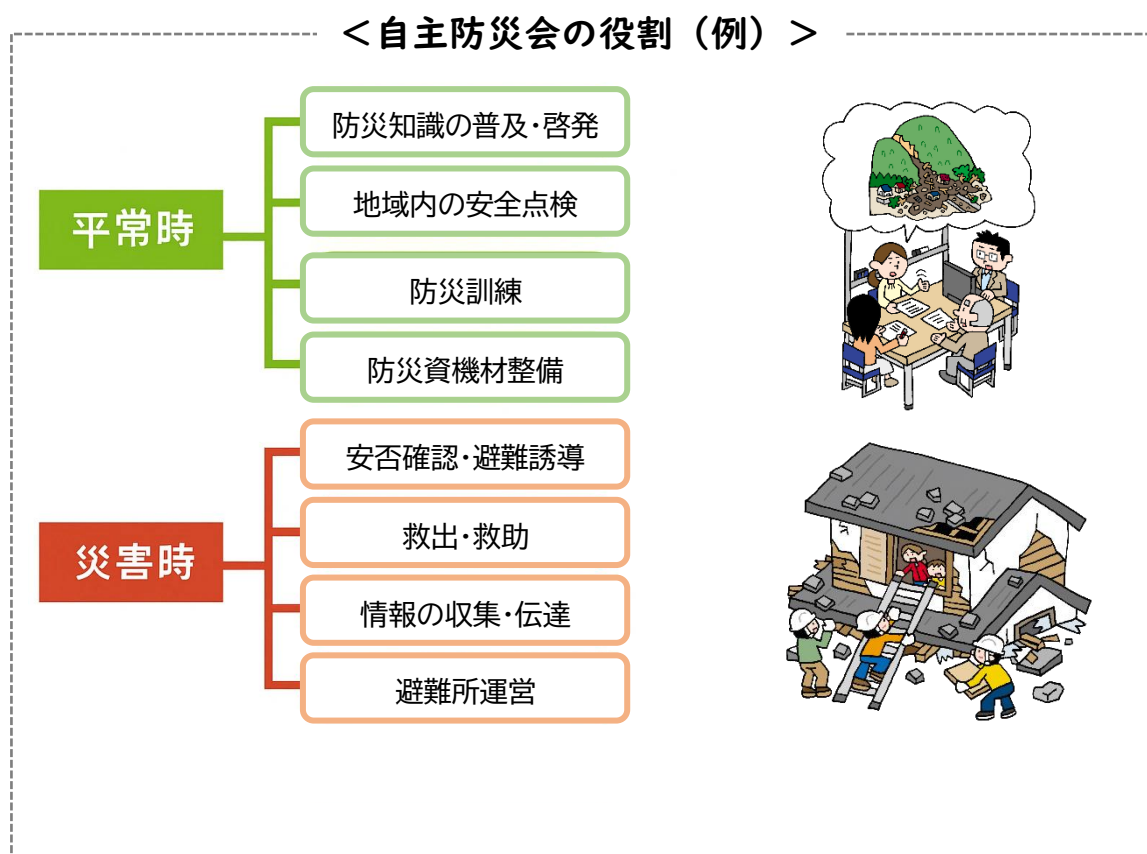 ＜自主防災会の役割（例）＞
平常時
防災知識の普及・啓発
地域内の安全点検
防災訓練
防災資機材整備
災害時
安否確認・避難誘導
救出・救助
情報の収集・伝達
避難所運営